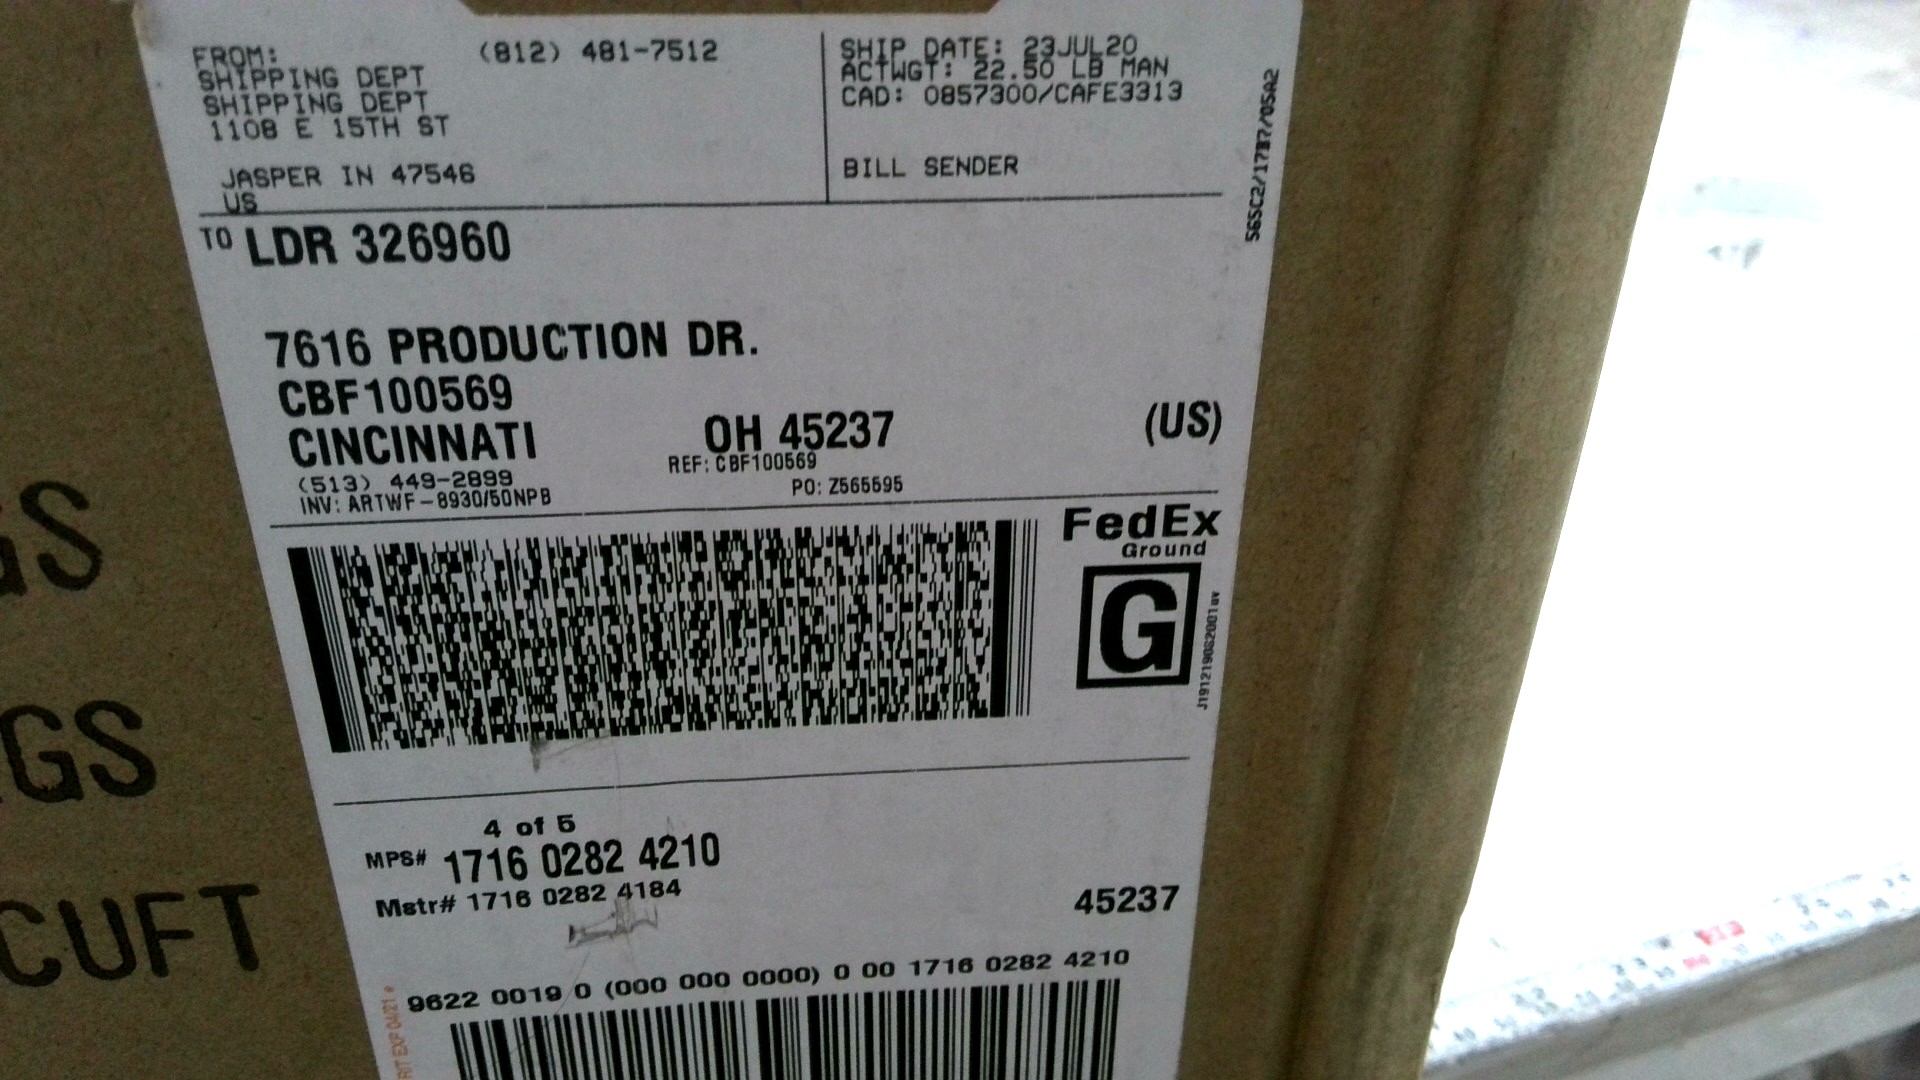 FROM: (812) 481-7512
SHIPPING DEPT
SHIPPING DEPT
1108 E 15TH ST
JASPER IN 47546
US
SHIP DATE: 23JUL20
ACTWGT: 22.50 LB MAN
CAD: 0857300/CAFE3313
BILL SENDER
TO LDR 326960
7616 PRODUCTION DR.
CBF100569
CINCINNATI OH 45237 (US)
(513) 449-2899 REF: CBF100569
INV: ARTWF-8930/50NPB PO: Z565595
FedEx
Ground
G
4 of 5
MPS# 1716 0282 4210
Mstr# 1716 0282 4184
45237
9622 0019 0 (000 000 0000) 0 00 1716 0282 4210
GS
GS
CUFT